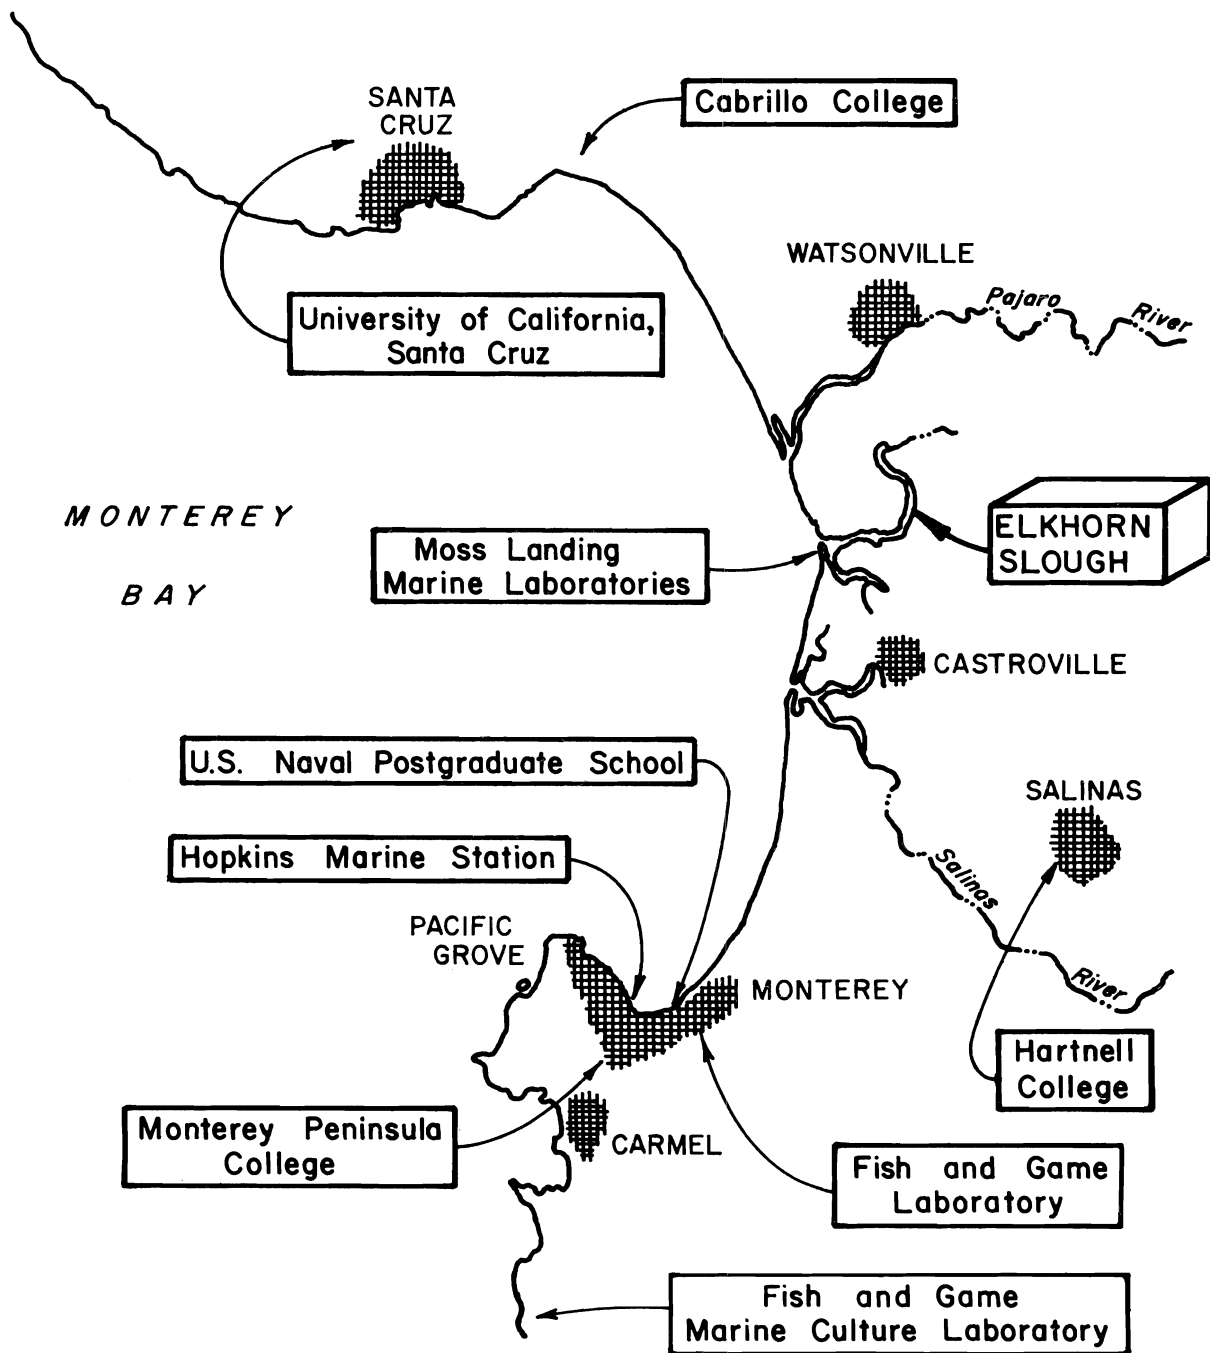 SANTA
CRUZ
Cabrillo College
WATSONVILLE
Pajaro River
University of California,
Santa Cruz
MONTEREY
BAY
Moss Landing
Marine Laboratories
ELKHORN
SLOUGH
CASTROVILLE
U.S. Naval Postgraduate School
SALINAS
Hopkins Marine Station
Salinas River
PACIFIC
GROVE
MONTEREY
Hartnell
College
Monterey Peninsula
College
CARMEL
Fish and Game
Laboratory
Fish and Game
Marine Culture Laboratory